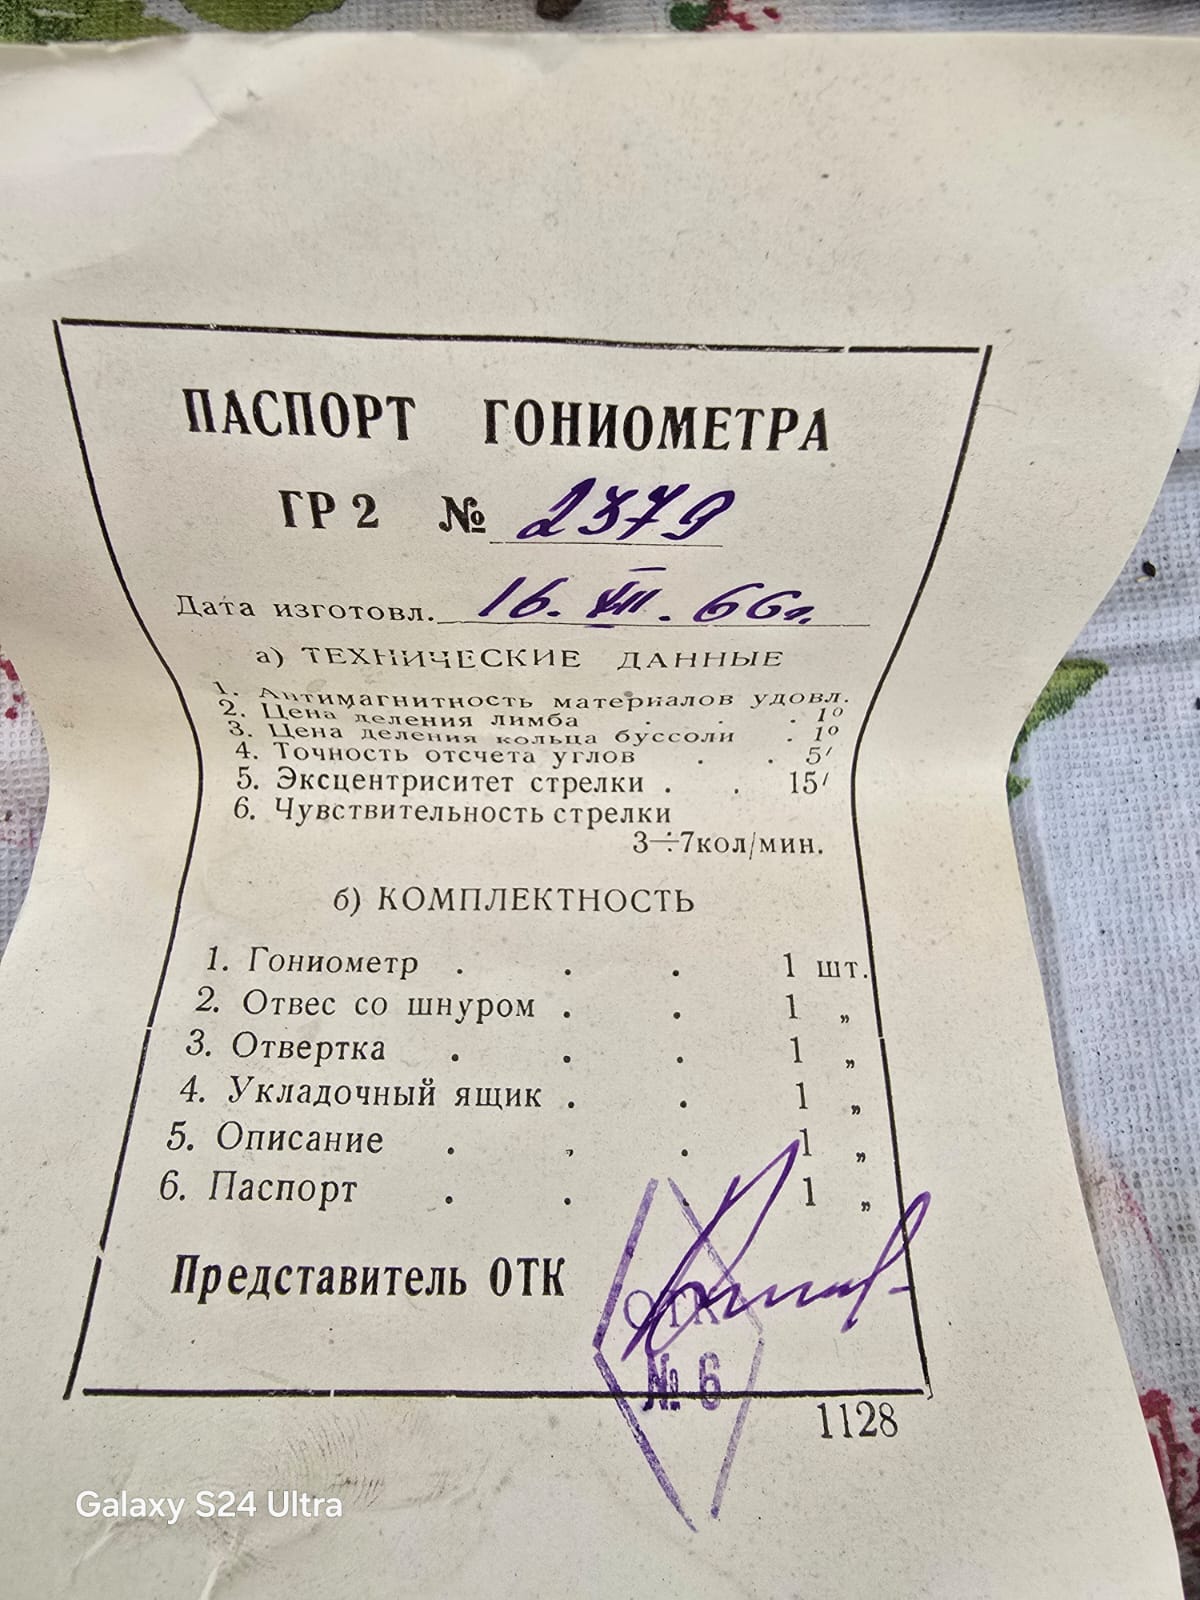 ПАСПОРТ ГОНИОМЕТРА
ГР 2 № 2379
Дата изготовл. 16. VII. 66г.
а) ТЕХНИЧЕСКИЕ ДАННЫЕ
1. Антимагнитность материалов удовл.
2. Цена деления лимба . . . 1°
3. Цена деления кольца буссоли . 1°
4. Точность отсчета углов . . 5′
5. Эксцентриситет стрелки . . 15′
6. Чувствительность стрелки
3÷7кол/мин.
б) КОМПЛЕКТНОСТЬ
1. Гониометр . . . 1 шт.
2. Отвес со шнуром . . 1 „
3. Отвертка . . . 1 „
4. Укладочный ящик . . 1 „
5. Описание . . . 1 „
6. Паспорт . . . 1 „
Представитель ОТК
ОТК
№ 6
1128
Galaxy S24 Ultra